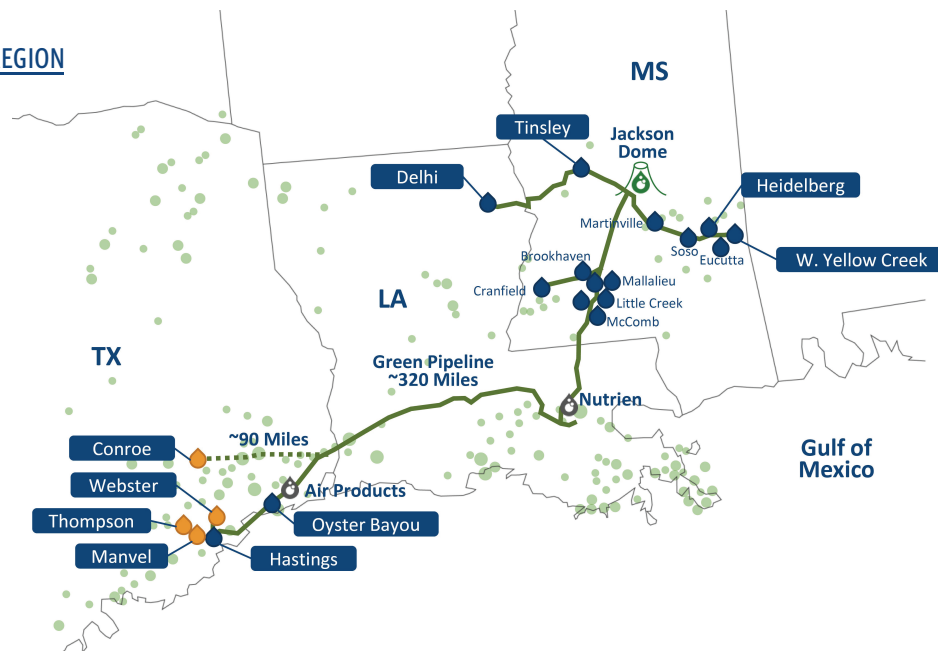 EGION
MS
Tinsley
Jackson
Dome
Delhi
Heidelberg
Martinville
Soso
Eucutta
W. Yellow Creek
Brookhaven
Cranfield
Mallalieu
Little Creek
McComb
LA
TX
Green Pipeline
~320 Miles
Nutrien
~90 Miles
Conroe
Gulf of
Mexico
Webster
Air Products
Thompson
Oyster Bayou
Manvel
Hastings